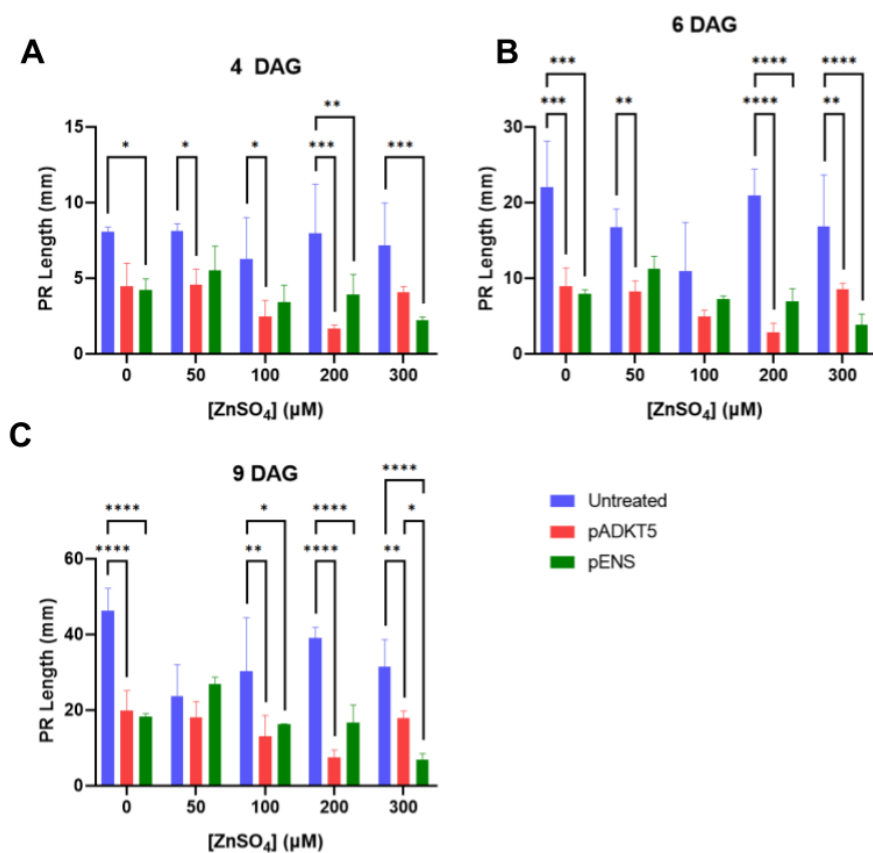 A
4 DAG
* * * ** *** ***
15
10
5
0
PR Length (mm)
0 50 100 200 300
[ZnSO₄] (µM)
B
6 DAG
*** *** ** **** **** **** **
30
20
10
0
PR Length (mm)
0 50 100 200 300
[ZnSO₄] (µM)
C
9 DAG
**** **** * ** **** **** **** ** *
60
40
20
0
PR Length (mm)
0 50 100 200 300
[ZnSO₄] (µM)
Untreated
pADKT5
pENS